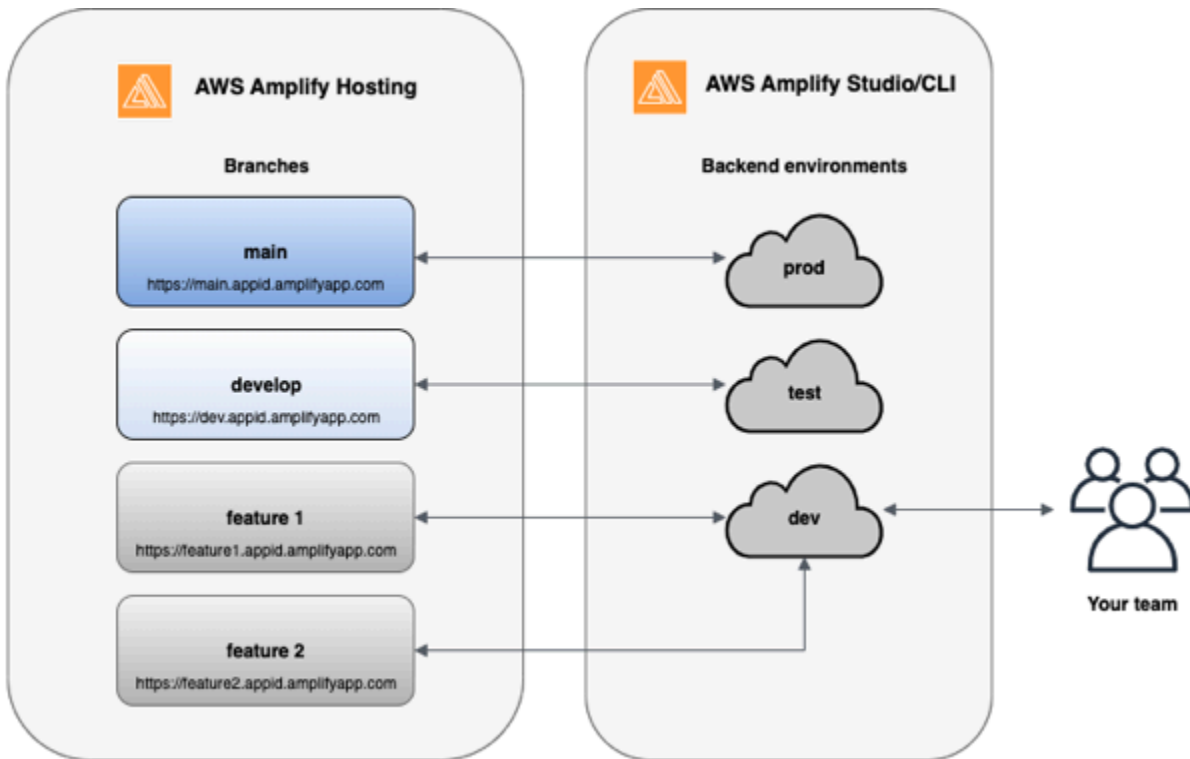 AWS Amplify Hosting
Branches
main
https://main.appid.amplifyapp.com
develop
https://dev.appid.amplifyapp.com
feature 1
https://feature1.appid.amplifyapp.com
feature 2
https://feature2.appid.amplifyapp.com
AWS Amplify Studio/CLI
Backend environments
prod
test
dev
Your team